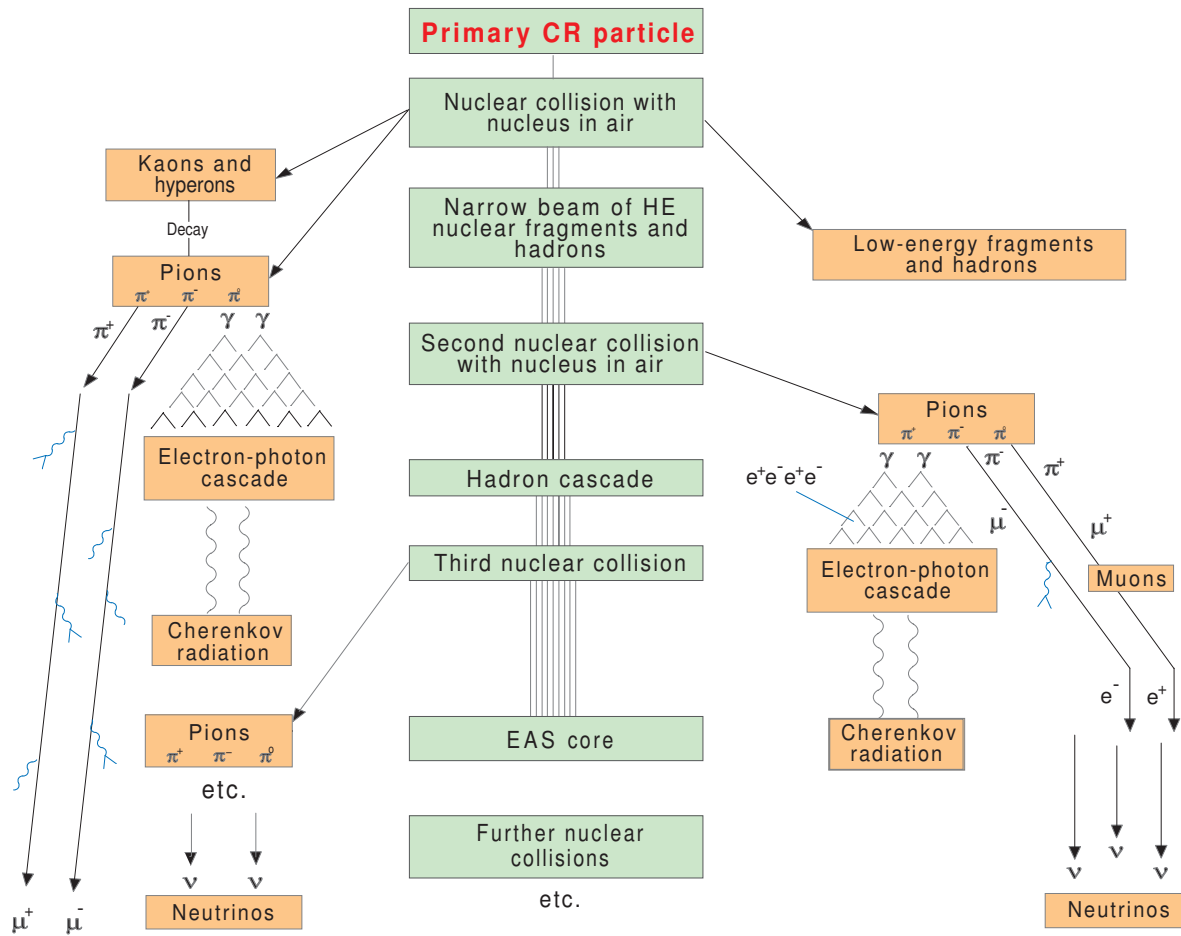 Primary CR particle
Nuclear collision with
nucleus in air
Kaons and
hyperons
Decay
Pions
π⁺ π⁻ π⁰
π⁺ π⁻ γ γ
Electron-photon
cascade
Cherenkov
radiation
Narrow beam of HE
nuclear fragments and
hadrons
Low-energy fragments
and hadrons
Second nuclear collision
with nucleus in air
Hadron cascade
Third nuclear collision
Pions
π⁺ π⁻ π⁰
γ γ π⁻ π⁺
e⁺e⁻e⁺e⁻
μ⁻ μ⁺
Electron-photon
cascade
Muons
Cherenkov
radiation
e⁻ e⁺
ν ν ν
Neutrinos
Pions
π⁺ π⁻ π⁰
etc.
ν ν
Neutrinos
μ⁺ μ⁻
EAS core
Further nuclear
collisions
etc.